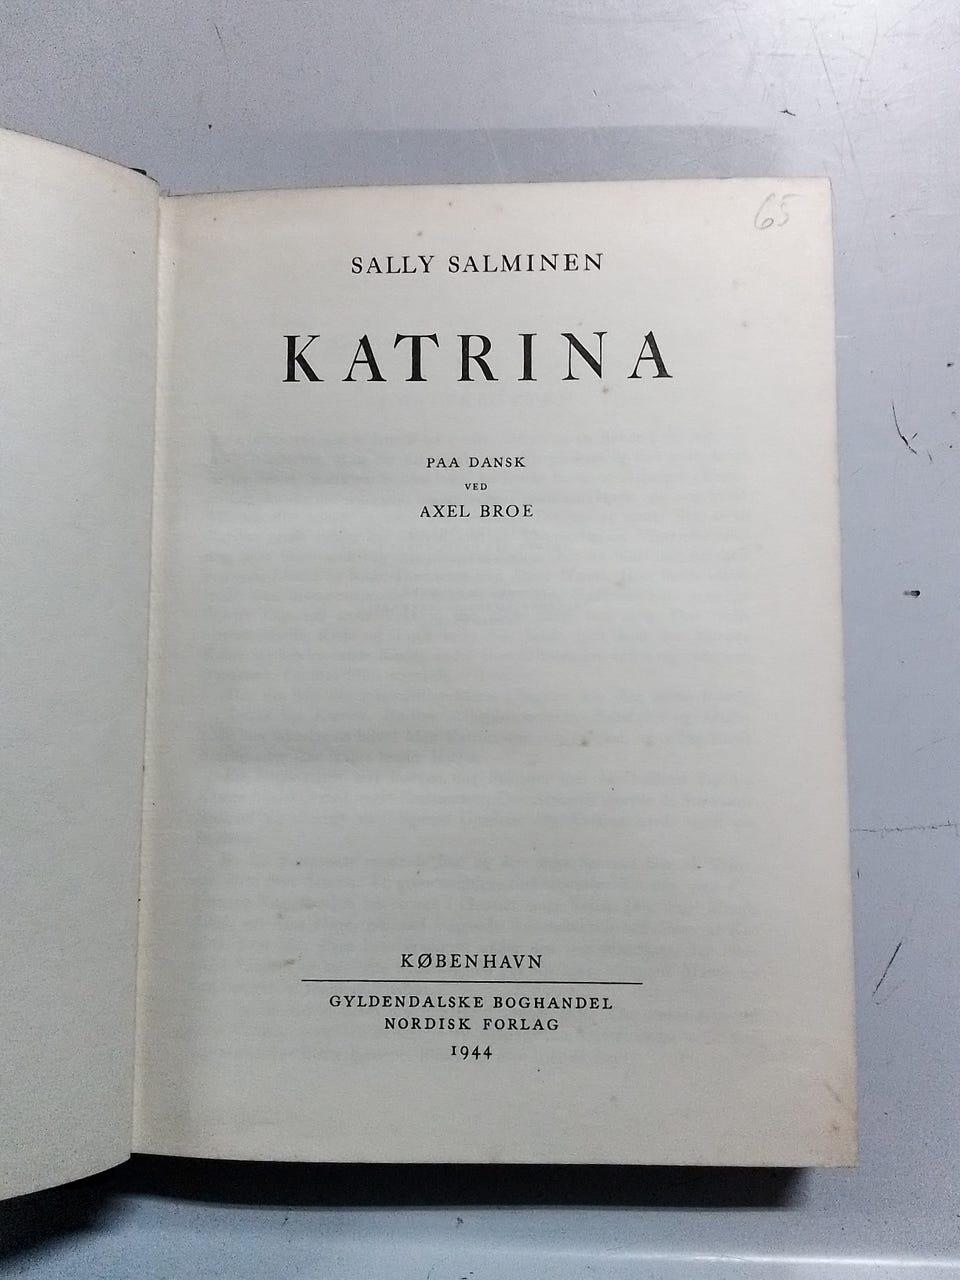 65
SALLY SALMINEN
KATRINA
PAA DANSK
VED
AXEL BROE
KØBENHAVN
GYLDENDALSKE BOGHANDEL
NORDISK FORLAG
1944